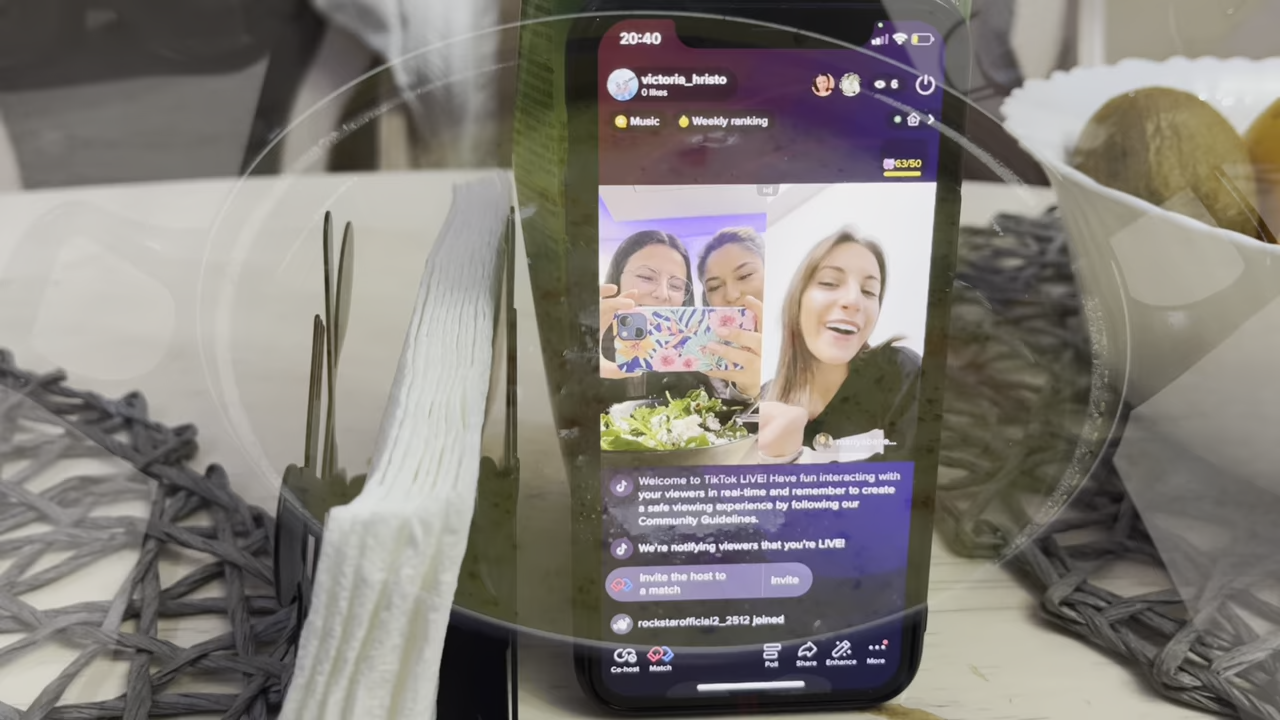 20:40
victoria_hristo
0 likes
6
Music
Weekly ranking
63/50
Welcome to TikTok LIVE! Have fun interacting with
your viewers in real-time and remember to create
a safe viewing experience by following our
Community Guidelines.
We're notifying viewers that you're LIVE!
Invite the host to
a match
Invite
rockstarofficial2_2512 joined
Co-host
Match
Poll
Share
Enhance
More